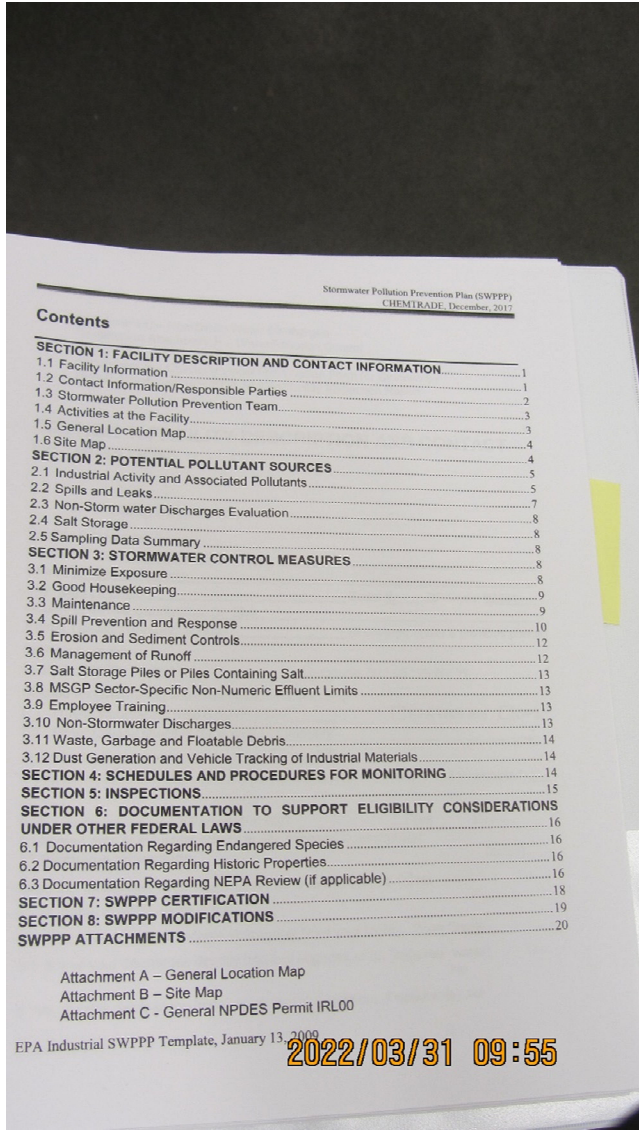 Stormwater Pollution Prevention Plan (SWPPP)
CHEMTRADE, December, 2017
Contents
SECTION 1: FACILITY DESCRIPTION AND CONTACT INFORMATION....................1
1.1 Facility Information ....................1
1.2 Contact Information/Responsible Parties ....................2
1.3 Stormwater Pollution Prevention Team....................3
1.4 Activities at the Facility....................3
1.5 General Location Map....................4
1.6 Site Map ....................4
SECTION 2: POTENTIAL POLLUTANT SOURCES....................5
2.1 Industrial Activity and Associated Pollutants....................5
2.2 Spills and Leaks....................7
2.3 Non-Storm water Discharges Evaluation....................8
2.4 Salt Storage....................8
2.5 Sampling Data Summary ....................8
SECTION 3: STORMWATER CONTROL MEASURES ....................8
3.1 Minimize Exposure ....................8
3.2 Good Housekeeping....................9
3.3 Maintenance ....................9
3.4 Spill Prevention and Response ....................10
3.5 Erosion and Sediment Controls....................12
3.6 Management of Runoff ....................12
3.7 Salt Storage Piles or Piles Containing Salt....................13
3.8 MSGP Sector-Specific Non-Numeric Effluent Limits ....................13
3.9 Employee Training....................13
3.10 Non-Stormwater Discharges....................13
3.11 Waste, Garbage and Floatable Debris....................14
3.12 Dust Generation and Vehicle Tracking of Industrial Materials....................14
SECTION 4: SCHEDULES AND PROCEDURES FOR MONITORING ....................14
SECTION 5: INSPECTIONS....................15
SECTION 6: DOCUMENTATION TO SUPPORT ELIGIBILITY CONSIDERATIONS
UNDER OTHER FEDERAL LAWS....................16
6.1 Documentation Regarding Endangered Species ....................16
6.2 Documentation Regarding Historic Properties....................16
6.3 Documentation Regarding NEPA Review (if applicable)....................16
SECTION 7: SWPPP CERTIFICATION ....................18
SECTION 8: SWPPP MODIFICATIONS ....................19
SWPPP ATTACHMENTS ....................20
Attachment A – General Location Map
Attachment B – Site Map
Attachment C - General NPDES Permit IRL00
EPA Industrial SWPPP Template, January 13, 2009
2022/03/31 09:55